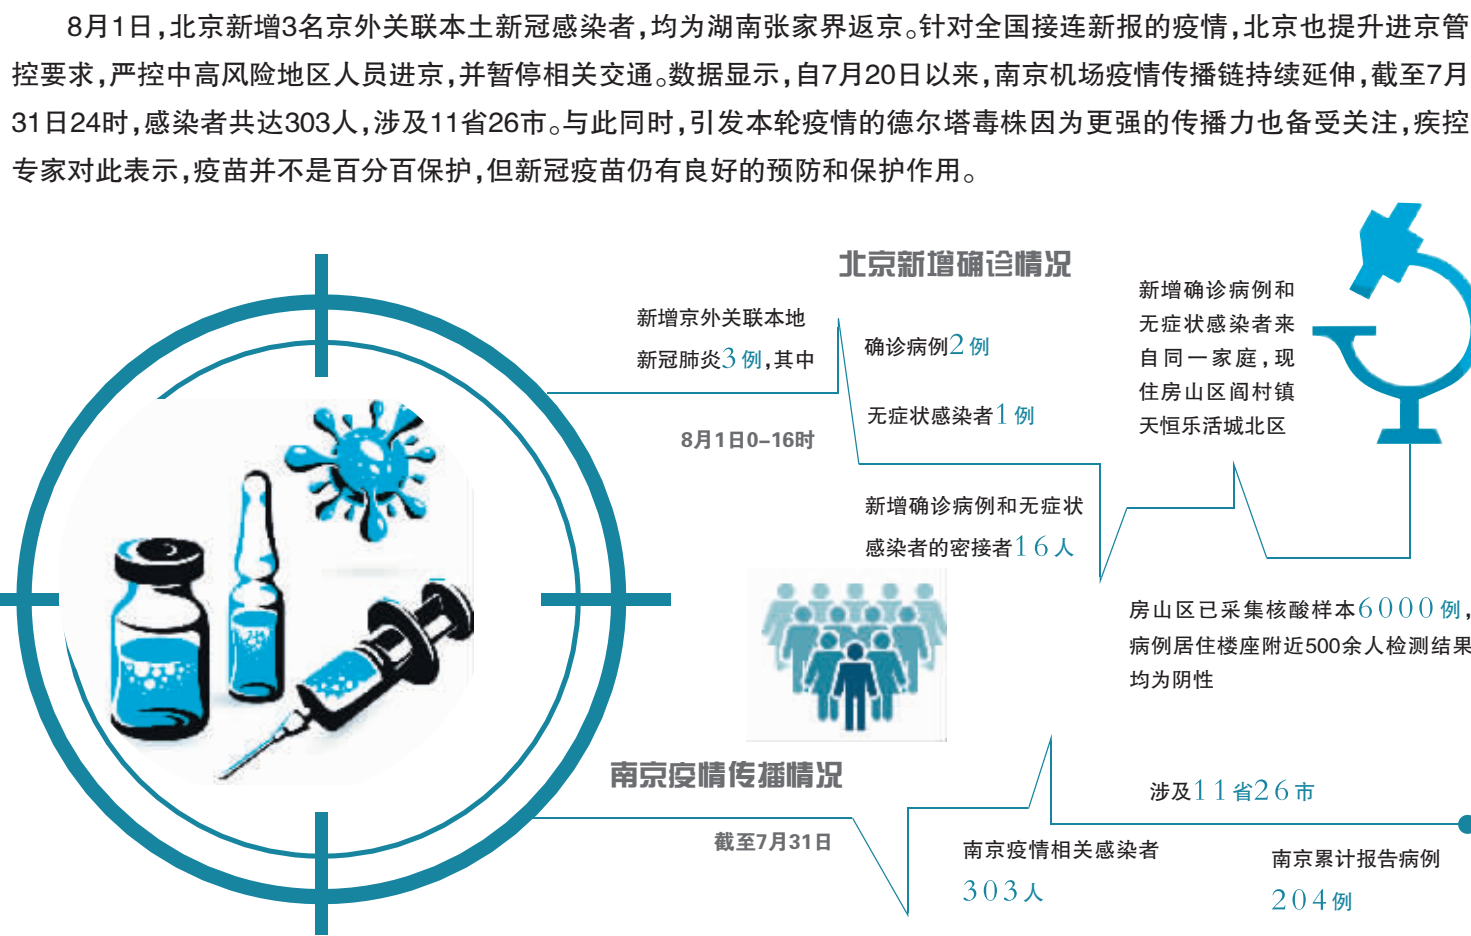 8月1日,北京新增3名京外关联本土新冠感染者,均为湖南张家界返京。针对全国接连新报的疫情,北京也提升进京管
控要求,严控中高风险地区人员进京,并暂停相关交通。数据显示,自7月20日以来,南京机场疫情传播链持续延伸,截至7月
31日24时,感染者共达303人,涉及11省26市。与此同时,引发本轮疫情的德尔塔毒株因为更强的传播力也备受关注,疾控
专家对此表示,疫苗并不是百分百保护,但新冠疫苗仍有良好的预防和保护作用。
北京新增确诊情况
新增京外关联本地
新冠肺炎3例,其中
8月1日0-16时
确诊病例2例
无症状感染者1例
新增确诊病例和无症状
感染者的密接者16人
新增确诊病例和
无症状感染者来
自同一家庭,现
住房山区阎村镇
天恒乐活城北区
房山区已采集核酸样本6000例,
病例居住楼座附近500余人检测结果
均为阴性
南京疫情传播情况
截至7月31日
南京疫情相关感染者
303人
涉及11省26市
南京累计报告病例
204例